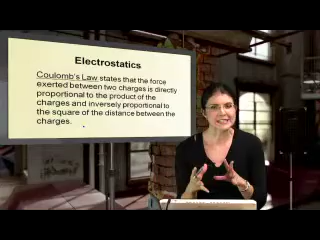 Electrostatics
Coulomb's Law states that the force
exerted between two charges is directly
proportional to the product of the
charges and inversely proportional to
the square of the distance between the
charges.